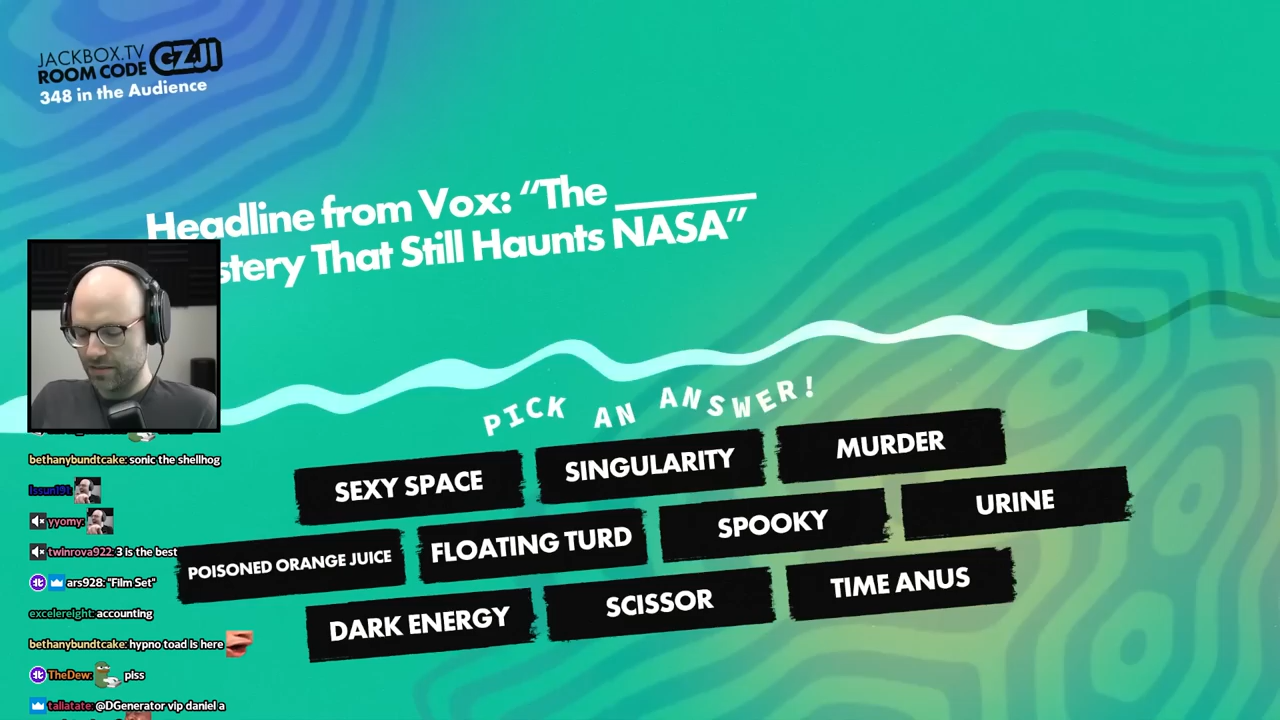 JACKBOX.TV
ROOM CODE GZJI
348 in the Audience
Headline from Vox: “The ________
stery That Still Haunts NASA”
PICK AN ANSWER!
SEXY SPACE
SINGULARITY
MURDER
POISONED ORANGE JUICE
FLOATING TURD
SPOOKY
URINE
DARK ENERGY
SCISSOR
TIME ANUS
bethanybundtcake: sonic the shellhog
yyomy:
twinrova922: 3 is the best
ars928: "Film Set"
excelereight: accounting
bethanybundtcake: hypno toad is here
TheDew: piss
taliatate: @DGenerator vip daniel a